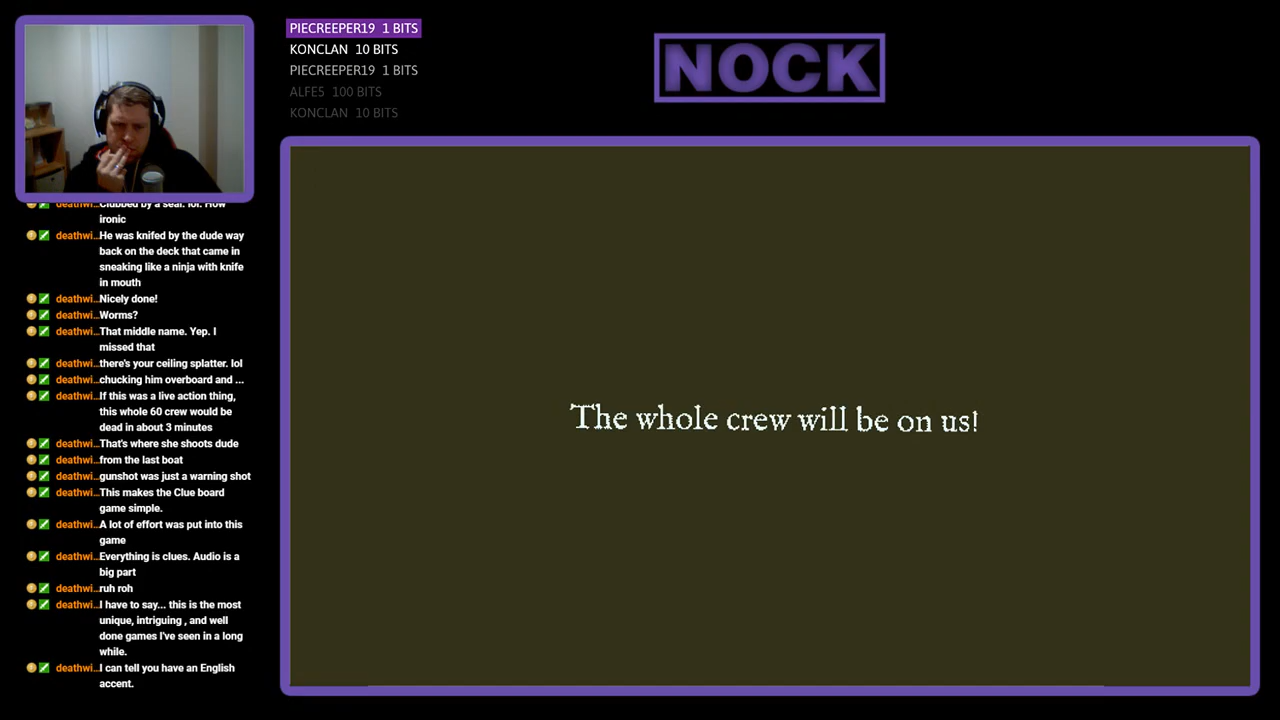 PIECREEPER19 1 BITS
KONCLAN 10 BITS
PIECREEPER19 1 BITS
ALFE5 100 BITS
KONCLAN 10 BITS
NOCK
Clubbed by a seal. lol. How
ironic
deathwi... He was knifed by the dude way
back on the deck that came in
sneaking like a ninja with knife
in mouth
deathwi... Nicely done!
deathwi... Worms?
deathwi... That middle name. Yep. I
missed that
deathwi... there's your ceiling splatter. lol
deathwi... chucking him overboard and ...
deathwi... If this was a live action thing,
this whole 60 crew would be
dead in about 3 minutes
deathwi... That's where she shoots dude
deathwi... from the last boat
deathwi... gunshot was just a warning shot
deathwi... This makes the Clue board
game simple.
deathwi... A lot of effort was put into this
game
deathwi... Everything is clues. Audio is a
big part
deathwi... ruh roh
deathwi... I have to say... this is the most
unique, intriguing , and well
done games I've seen in a long
while.
deathwi... I can tell you have an English
accent.
The whole crew will be on us!